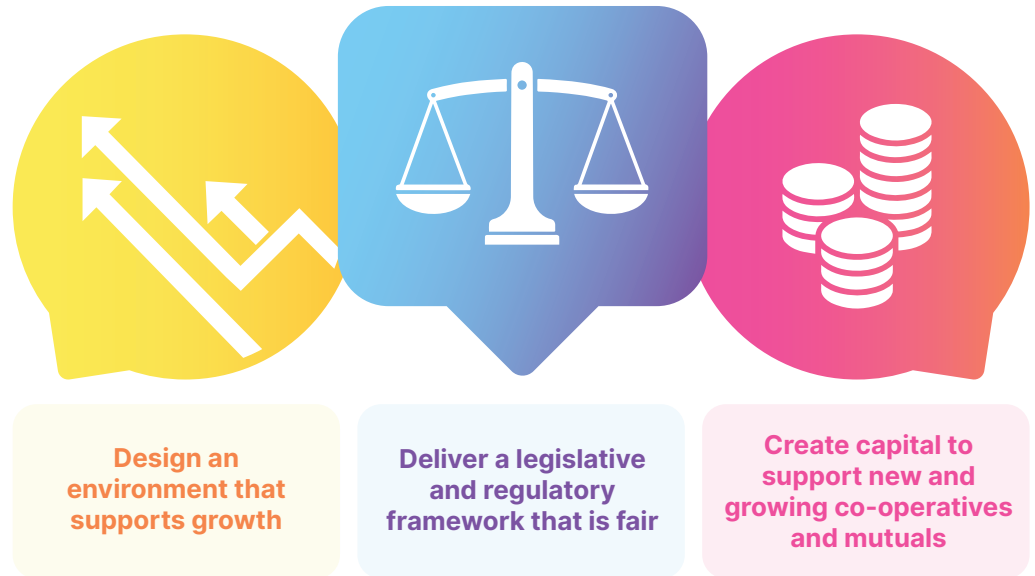 Design an
environment that
supports growth
Deliver a legislative
and regulatory
framework that is fair
Create capital to
support new and
growing co-operatives
and mutuals